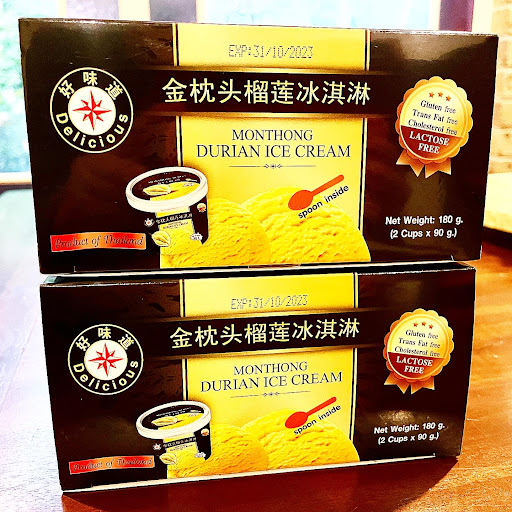 EXP:31/10/2023
好味道
Delicious
金枕头榴莲冰淇淋
MONTHONG
DURIAN ICE CREAM
Gluten free
Trans Fat free
Cholesterol free
LACTOSE
FREE
spoon inside
Product of Thailand
Net Weight: 180 g.
(2 Cups x 90 g.)
EXP:31/10/2023
好味道
Delicious
金枕头榴莲冰淇淋
MONTHONG
DURIAN ICE CREAM
Gluten free
Trans Fat free
Cholesterol free
LACTOSE
FREE
spoon inside
Product of Thailand
Net Weight: 180 g.
(2 Cups x 90 g.)